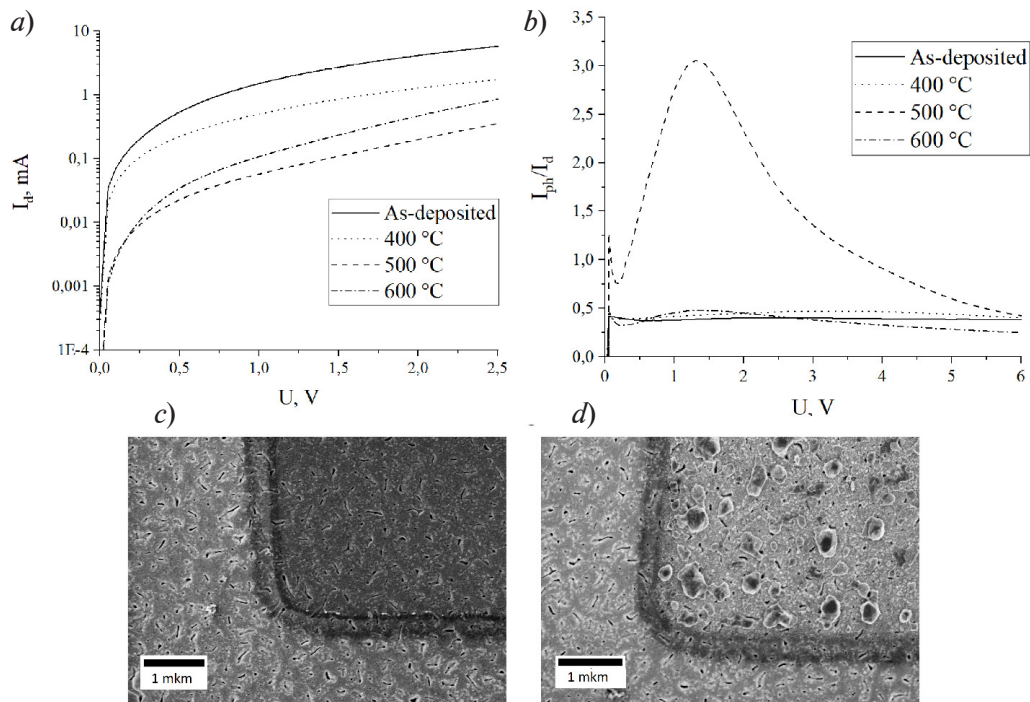 a)
10
1
0,1
0,01
0,001
1E-4
I_d, mA
0,0 0,5 1,0 1,5 2,0 2,5
U, V
As-deposited
400 °C
500 °C
600 °C
b)
3,5
3,0
2,5
2,0
1,5
1,0
0,5
0,0
I_ph/I_d
0 1 2 3 4 5 6
U, V
As-deposited
400 °C
500 °C
600 °C
c)
1 mkm
d)
1 mkm